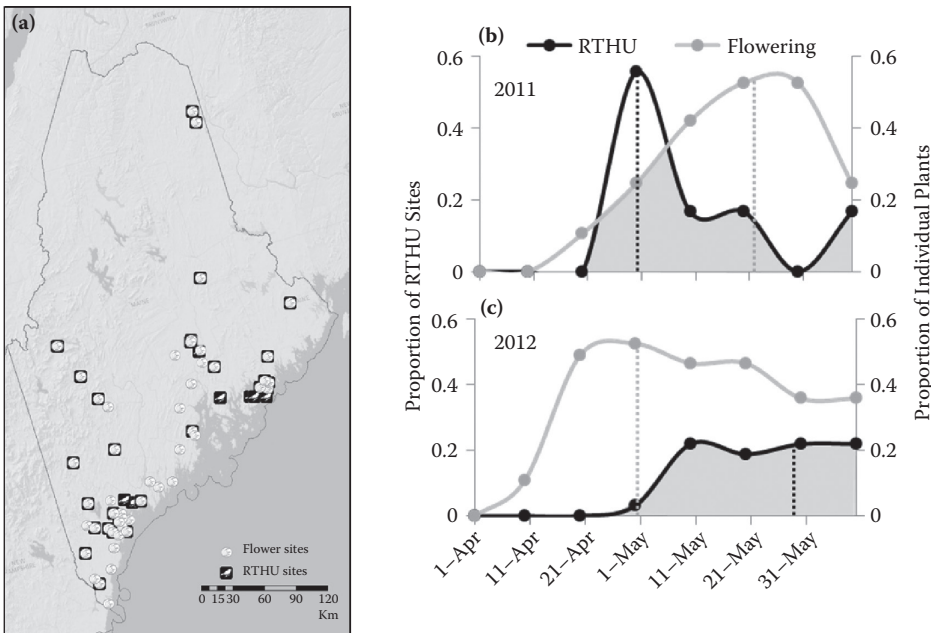 (a)
Flower sites
RTHU sites
0 15 30 60 90 120
Km
(b)
RTHU
Flowering
2011
0.6
0.4
0.2
0
0.6
0.4
0.2
0
(c)
2012
0.6
0.4
0.2
0
0.6
0.4
0.2
0
Proportion of RTHU Sites
Proportion of Individual Plants
1–Apr
11–Apr
21–Apr
1–May
11–May
21–May
31–May